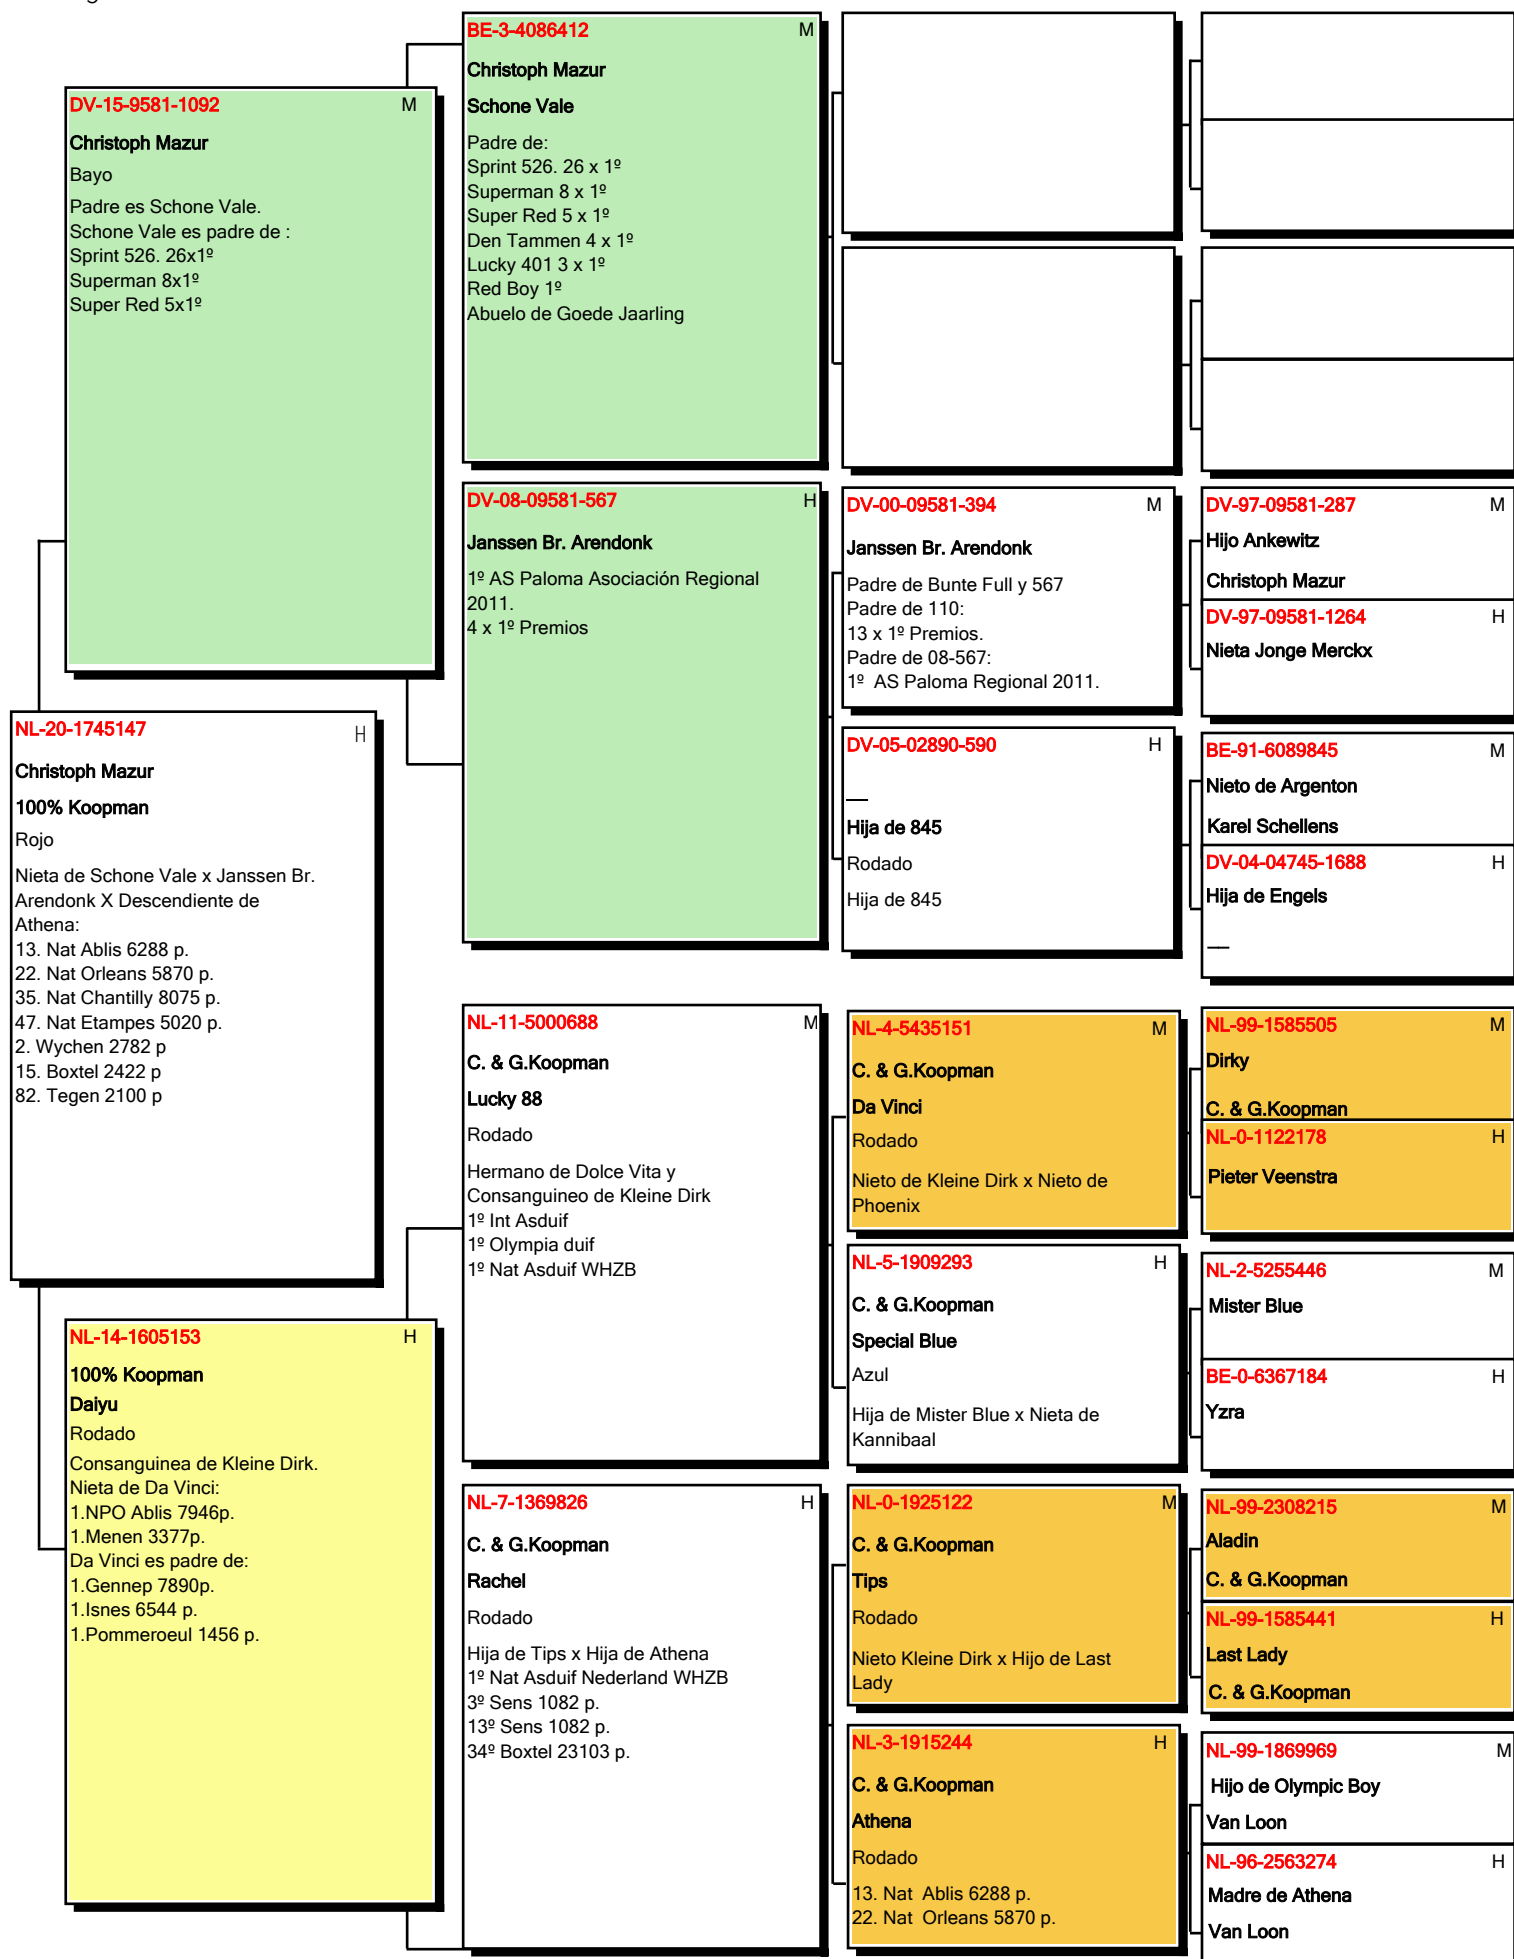 BE-3-4086412 M
Christoph Mazur
Schone Vale
Padre de:
Sprint 526. 26 x 1º
Superman 8 x 1º
Super Red 5 x 1º
Den Tammen 4 x 1º
Lucky 401 3 x 1º
Red Boy 1º
Abuelo de Goede Jaarling
DV-15-9581-1092 M
Christoph Mazur
Bayo
Padre es Schone Vale.
Schone Vale es padre de :
Sprint 526. 26x1º
Superman 8x1º
Super Red 5x1º
DV-08-09581-567 H
Janssen Br. Arendonk
1º AS Paloma Asociación Regional
2011.
4 x 1º Premios
DV-00-09581-394 M
Janssen Br. Arendonk
Padre de Bunte Full y 567
Padre de 110:
13 x 1º Premios.
Padre de 08-567:
1º AS Paloma Regional 2011.
DV-97-09581-287 M
Hijo Ankewitz
Christoph Mazur
DV-97-09581-1264 H
Nieta Jonge Merckx
NL-20-1745147 H
Christoph Mazur
100% Koopman
Rojo
Nieta de Schone Vale x Janssen Br.
Arendonk X Descendiente de
Athena:
13. Nat Ablis 6288 p.
22. Nat Orleans 5870 p.
35. Nat Chantilly 8075 p.
47. Nat Etampes 5020 p.
2. Wychen 2782 p
15. Boxtel 2422 p
82. Tegen 2100 p
DV-05-02890-590 H
__
Hija de 845
Rodado
Hija de 845
BE-91-6089845 M
Nieto de Argenton
Karel Schellens
DV-04-04745-1688 H
Hija de Engels
__
NL-11-5000688 M
C. & G.Koopman
Lucky 88
Rodado
Hermano de Dolce Vita y
Consanguineo de Kleine Dirk
1º Int Asduif
1º Olympia duif
1º Nat Asduif WHZB
NL-4-5435151 M
C. & G.Koopman
Da Vinci
Rodado
Nieto de Kleine Dirk x Nieto de
Phoenix
NL-99-1585505 M
Dirky
C. & G.Koopman
NL-0-1122178 H
Pieter Veenstra
NL-5-1909293 H
C. & G.Koopman
Special Blue
Azul
Hija de Mister Blue x Nieta de
Kannibaal
NL-2-5255446 M
Mister Blue
BE-0-6367184 H
Yzra
NL-14-1605153 H
100% Koopman
Daiyu
Rodado
Consanguinea de Kleine Dirk.
Nieta de Da Vinci:
1.NPO Ablis 7946p.
1.Menen 3377p.
Da Vinci es padre de:
1.Gennep 7890p.
1.Isnes 6544 p.
1.Pommeroeul 1456 p.
NL-7-1369826 H
C. & G.Koopman
Rachel
Rodado
Hija de Tips x Hija de Athena
1º Nat Asduif Nederland WHZB
3º Sens 1082 p.
13º Sens 1082 p.
34º Boxtel 23103 p.
NL-0-1925122 M
C. & G.Koopman
Tips
Rodado
Nieto Kleine Dirk x Hijo de Last
Lady
NL-99-2308215 M
Aladin
C. & G.Koopman
NL-99-1585441 H
Last Lady
C. & G.Koopman
NL-3-1915244 H
C. & G.Koopman
Athena
Rodado
13. Nat Ablis 6288 p.
22. Nat Orleans 5870 p.
NL-99-1869969 M
Hijo de Olympic Boy
Van Loon
NL-96-2563274 H
Madre de Athena
Van Loon